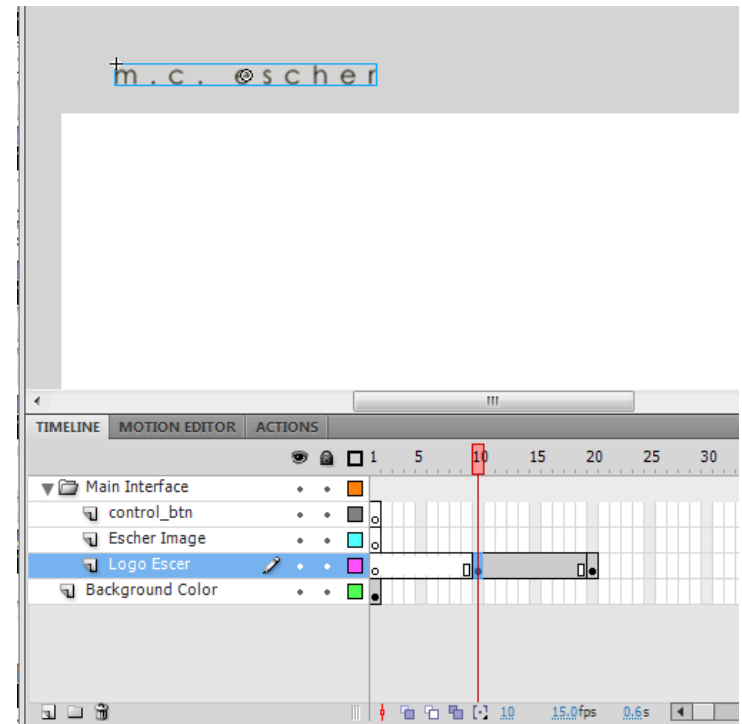 m.c. escher
TIMELINE MOTION EDITOR ACTIONS
1 5 10 15 20 25 30
Main Interface
control_btn
Escher Image
Logo Escer
Background Color
10 15.0fps 0.6s